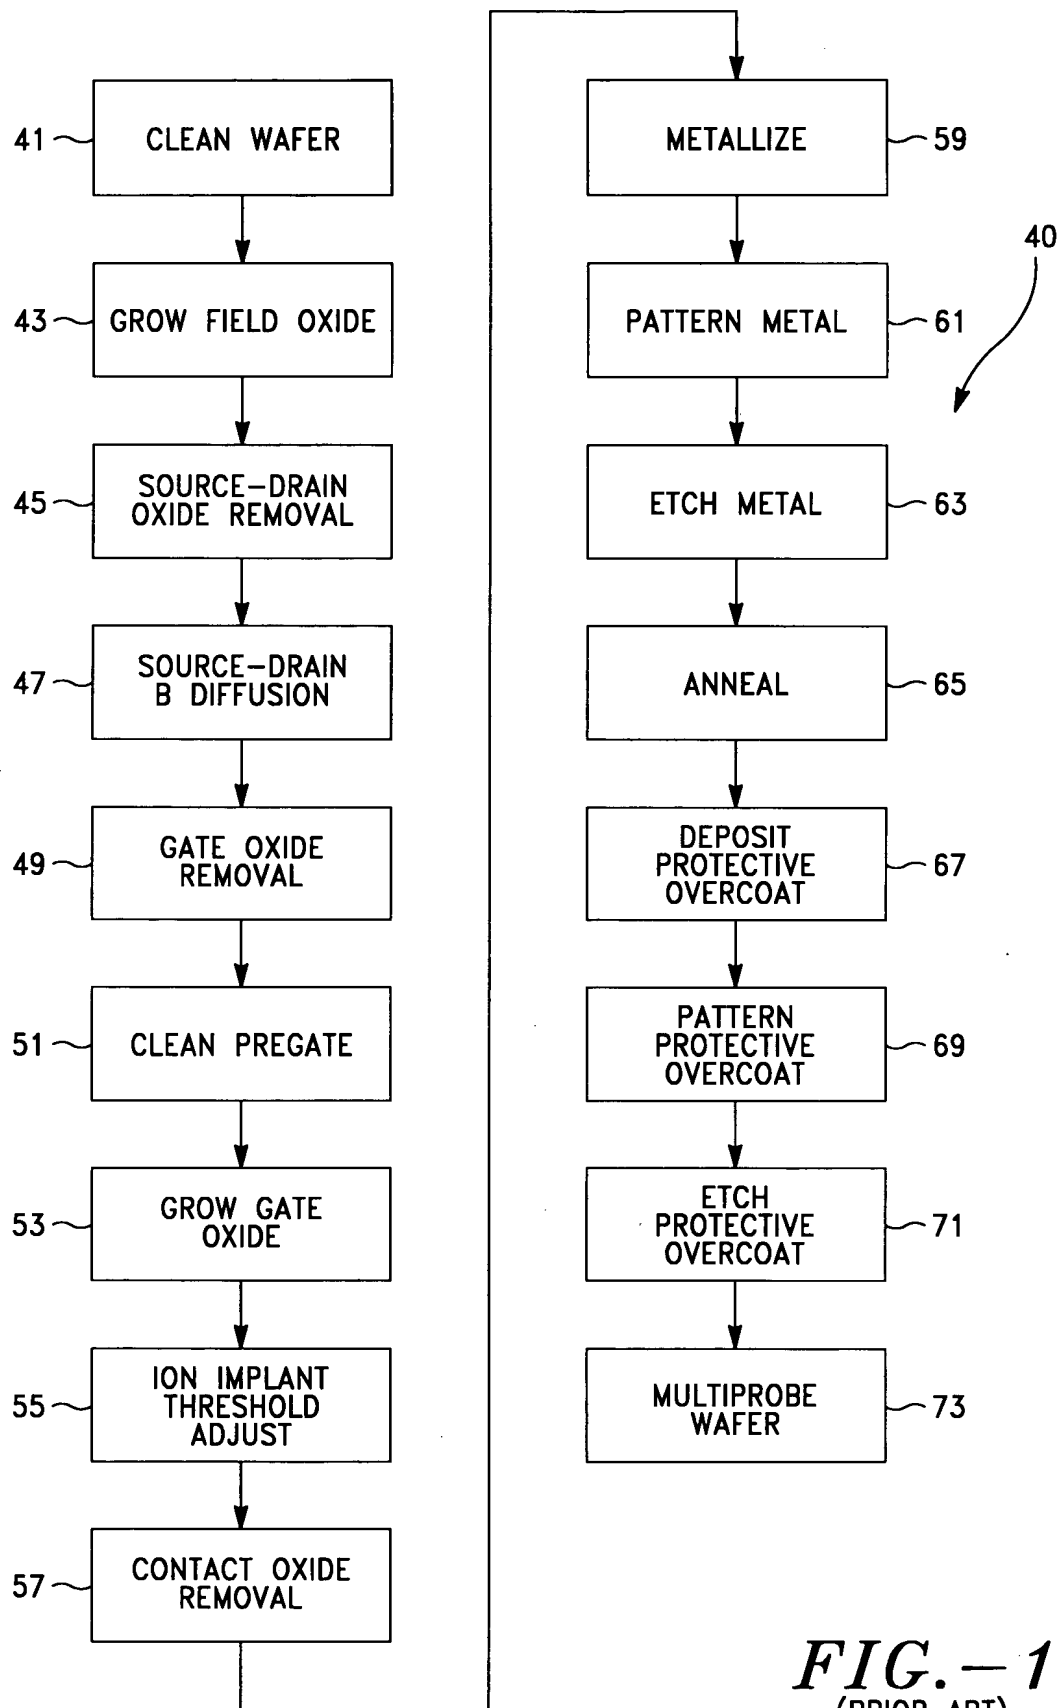 41
CLEAN WAFER
43
GROW FIELD OXIDE
45
SOURCE-DRAIN
OXIDE REMOVAL
47
SOURCE-DRAIN
B DIFFUSION
49
GATE OXIDE
REMOVAL
51
CLEAN PREGATE
53
GROW GATE
OXIDE
55
ION IMPLANT
THRESHOLD
ADJUST
57
CONTACT OXIDE
REMOVAL
METALLIZE
59
40
PATTERN METAL
61
ETCH METAL
63
ANNEAL
65
DEPOSIT
PROTECTIVE
OVERCOAT
67
PATTERN
PROTECTIVE
OVERCOAT
69
ETCH
PROTECTIVE
OVERCOAT
71
MULTIPROBE
WAFER
73
FIG.-1
(PRIOR ART)